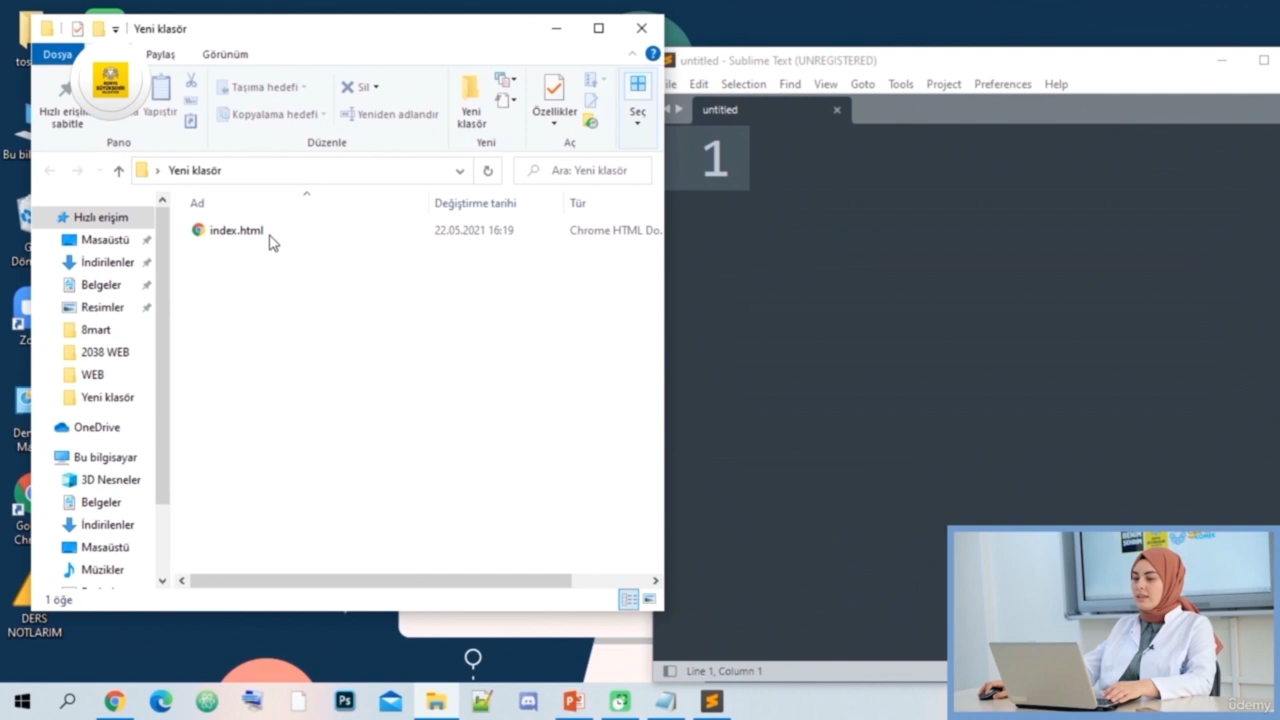 Yeni klasör
Dosya
Paylaş
Görünüm
Hızlı erişim
sabitle
Yapıştır
Pano
Taşıma hedefi
Kopyalama hedefi
Sil
Yeniden adlandır
Düzenle
Yeni
klasör
Yeni
Özellikler
Aç
Seç
Yeni klasör
Ara: Yeni klasör
Ad
Değiştirme tarihi
Tür
index.html
22.05.2021 16:19
Chrome HTML Do.
Hızlı erişim
Masaüstü
İndirilenler
Belgeler
Resimler
8mart
2038 WEB
WEB
Yeni klasör
OneDrive
Bu bilgisayar
3D Nesneler
Belgeler
İndirilenler
Masaüstü
Müzikler
1 öğe
untitled - Sublime Text (UNREGISTERED)
Edit
Selection
Find
View
Goto
Tools
Project
Preferences
Help
untitled
1
Line 1, Column 1
DERS
NOTLARIM
Ps
udemy